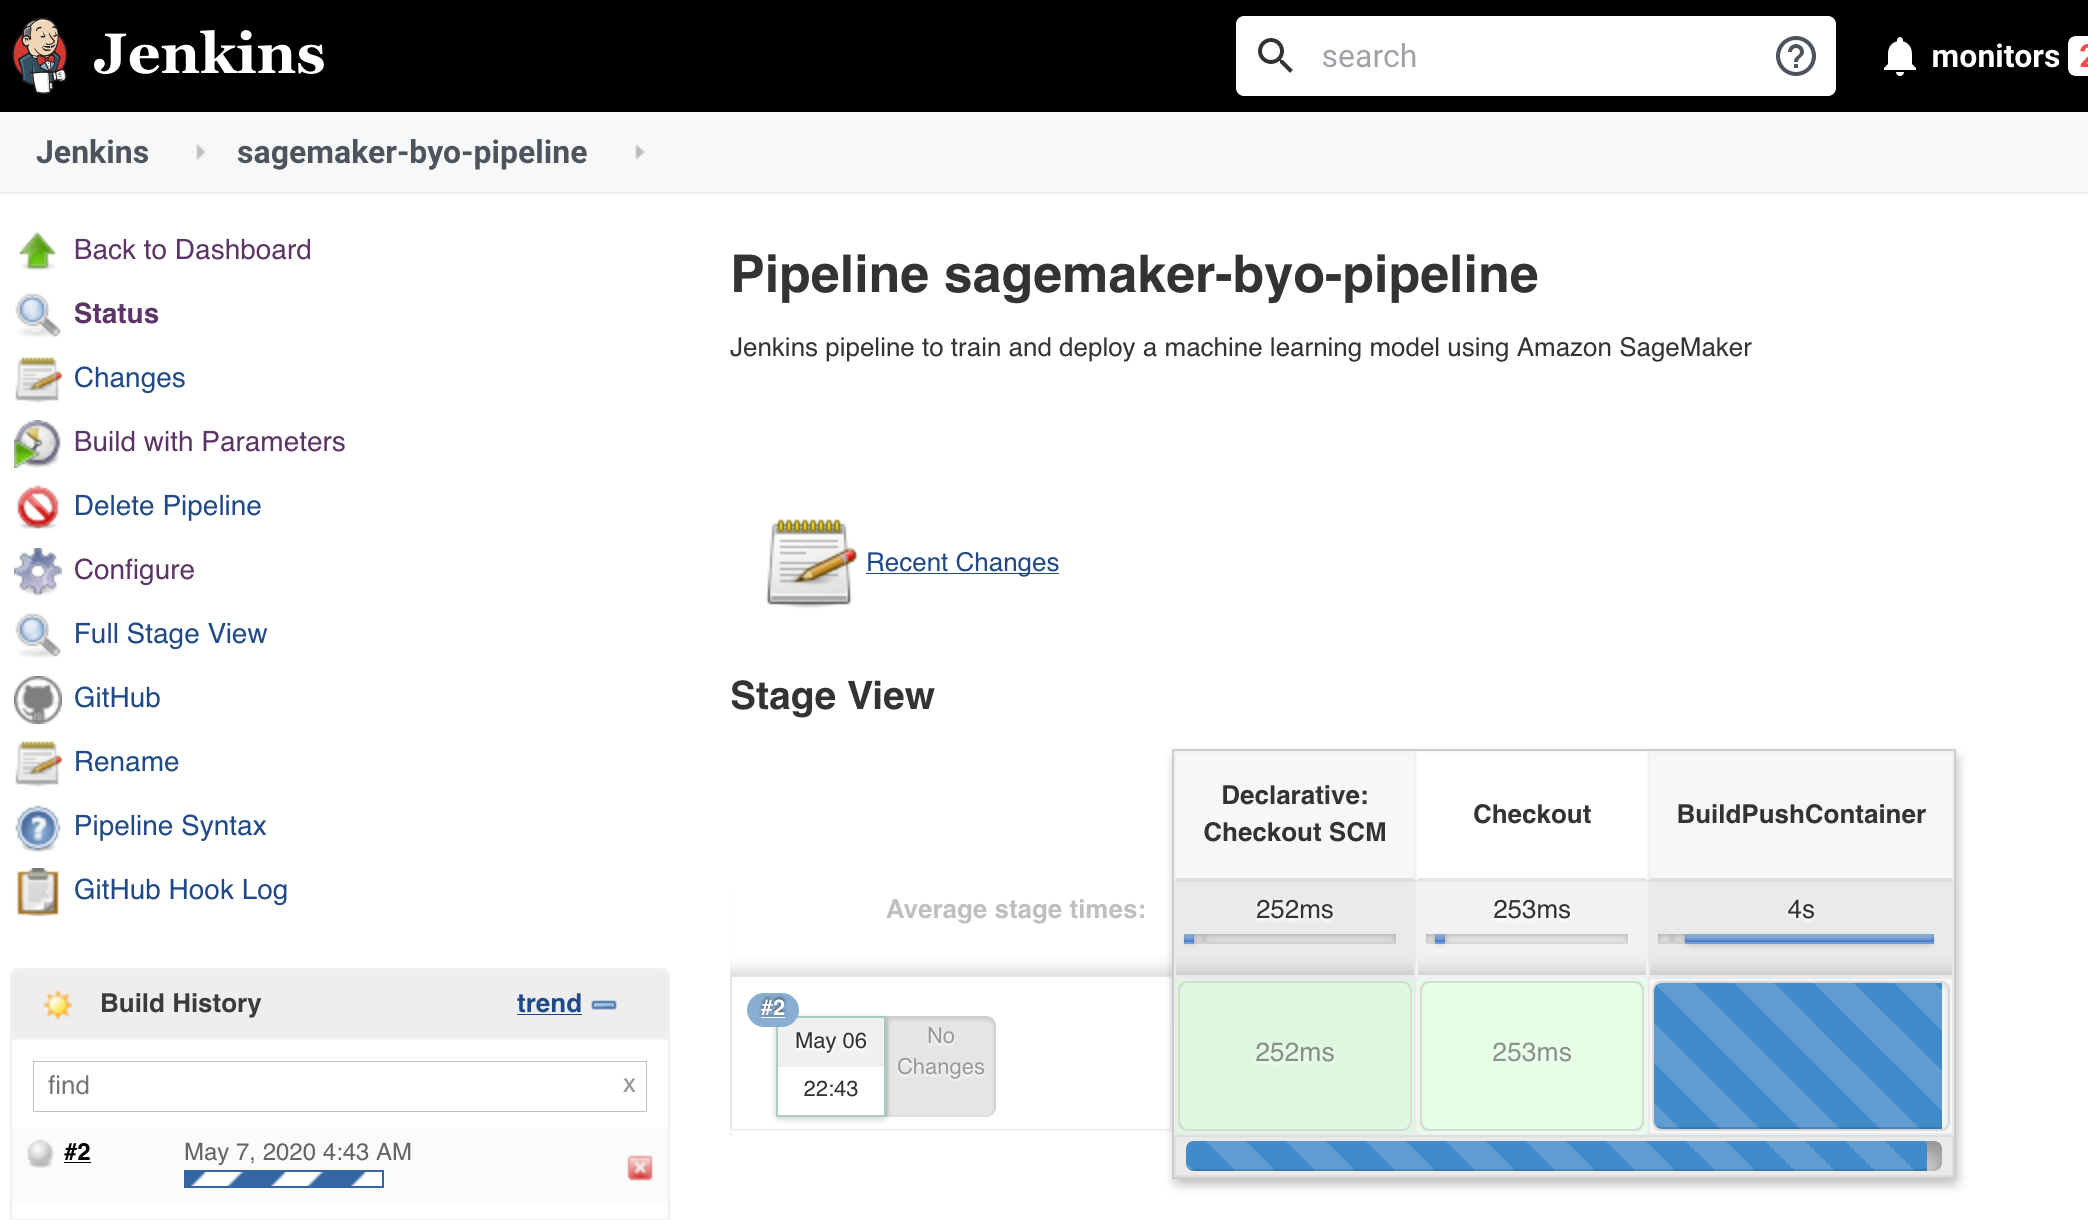 Jenkins
search
monitors 2
Jenkins
sagemaker-byo-pipeline
Back to Dashboard
Status
Changes
Build with Parameters
Delete Pipeline
Configure
Full Stage View
GitHub
Rename
Pipeline Syntax
GitHub Hook Log
Build History
trend
find
x
#2
May 7, 2020 4:43 AM
Pipeline sagemaker-byo-pipeline
Jenkins pipeline to train and deploy a machine learning model using Amazon SageMaker
Recent Changes
Stage View
Declarative:
Checkout SCM
Checkout
BuildPushContainer
Average stage times:
252ms
253ms
4s
#2
May 06
22:43
No
Changes
252ms
253ms